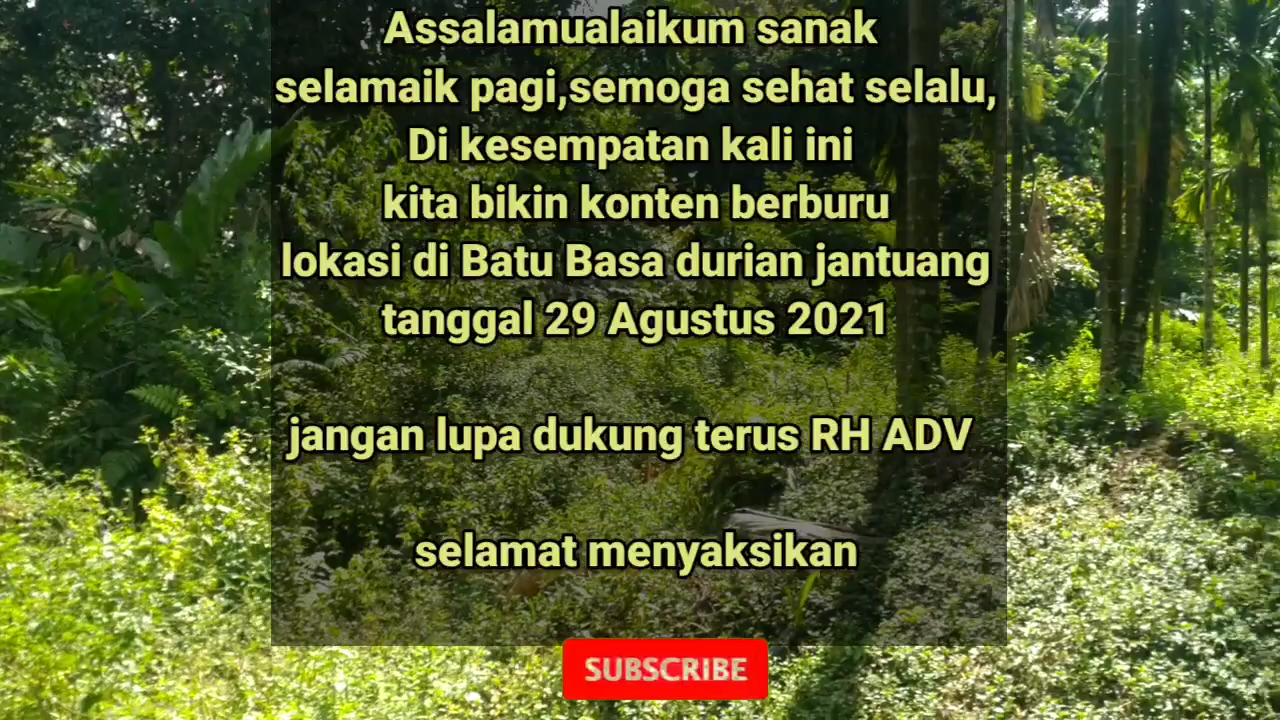 Assalamualaikum sanak
selamaik pagi,semoga sehat selalu,
Di kesempatan kali ini
kita bikin konten berburu
lokasi di Batu Basa durian jantuang
tanggal 29 Agustus 2021
jangan lupa dukung terus RH ADV
selamat menyaksikan
SUBSCRIBE